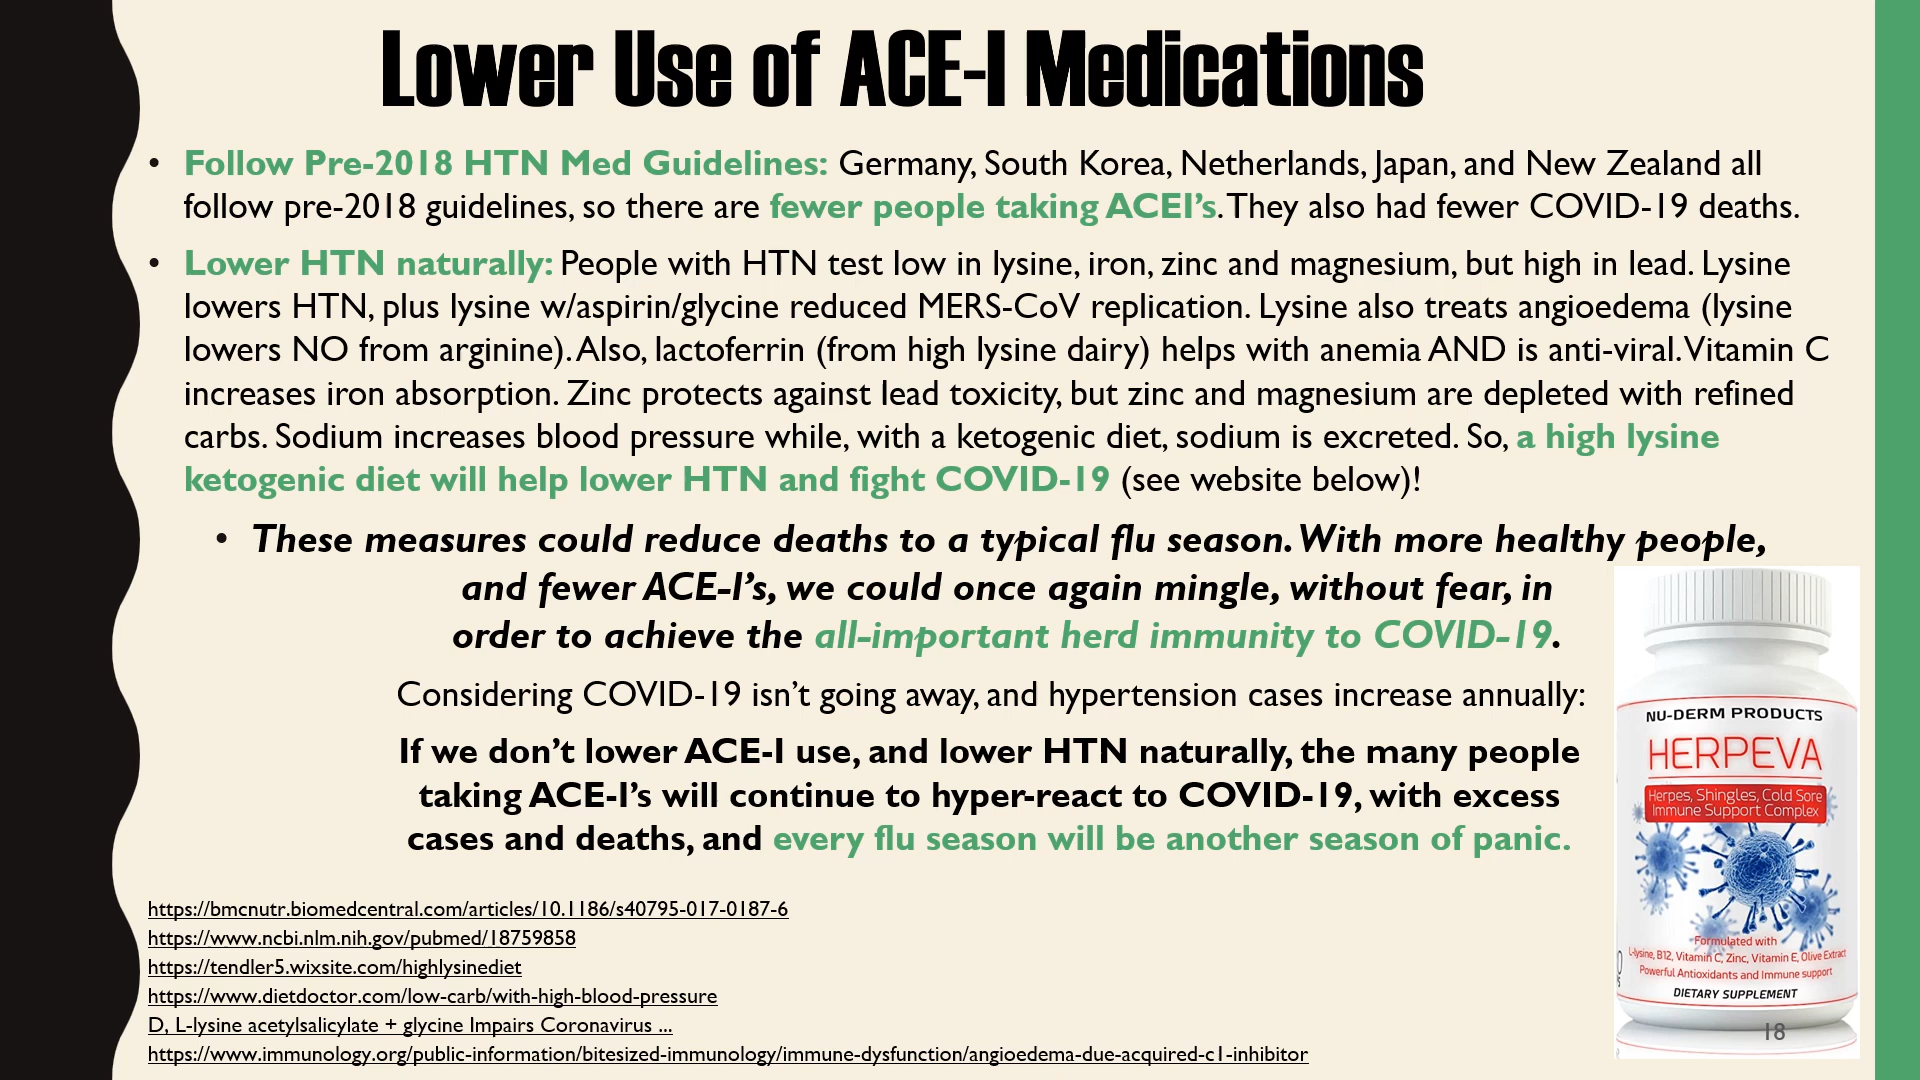 Lower Use of ACE-I Medications
• Follow Pre-2018 HTN Med Guidelines: Germany, South Korea, Netherlands, Japan, and New Zealand all
follow pre-2018 guidelines, so there are fewer people taking ACEI’s. They also had fewer COVID-19 deaths.
• Lower HTN naturally: People with HTN test low in lysine, iron, zinc and magnesium, but high in lead. Lysine
lowers HTN, plus lysine w/aspirin/glycine reduced MERS-CoV replication. Lysine also treats angioedema (lysine
lowers NO from arginine). Also, lactoferrin (from high lysine dairy) helps with anemia AND is anti-viral. Vitamin C
increases iron absorption. Zinc protects against lead toxicity, but zinc and magnesium are depleted with refined
carbs. Sodium increases blood pressure while, with a ketogenic diet, sodium is excreted. So, a high lysine
ketogenic diet will help lower HTN and fight COVID-19 (see website below)!
• These measures could reduce deaths to a typical flu season. With more healthy people,
and fewer ACE-I’s, we could once again mingle, without fear, in
order to achieve the all-important herd immunity to COVID-19.
Considering COVID-19 isn’t going away, and hypertension cases increase annually:
If we don’t lower ACE-I use, and lower HTN naturally, the many people
taking ACE-I’s will continue to hyper-react to COVID-19, with excess
cases and deaths, and every flu season will be another season of panic.
https://bmcnutr.biomedcentral.com/articles/10.1186/s40795-017-0187-6
https://www.ncbi.nlm.nih.gov/pubmed/18759858
https://tendler5.wixsite.com/highlysinediet
https://www.dietdoctor.com/low-carb/with-high-blood-pressure
D, L-lysine acetylsalicylate + glycine Impairs Coronavirus ...
https://www.immunology.org/public-information/bitesized-immunology/immune-dysfunction/angioedema-due-acquired-c1-inhibitor
NU-DERM PRODUCTS
HERPEVA
Herpes, Shingles, Cold Sore
Immune Support Complex
Formulated with
L-lysine, B12, Vitamin C, Zinc, Vitamin E, Olive Extract
Powerful Antioxidants and Immune support
DIETARY SUPPLEMENT
18